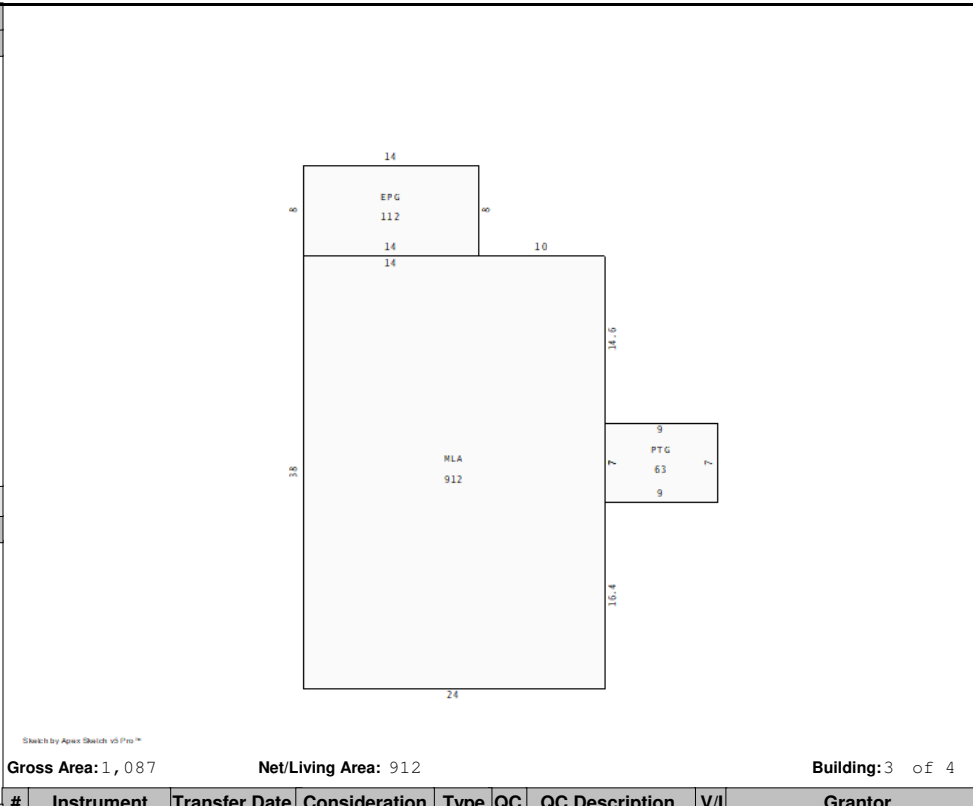 14
EPG
8
8
112
14
10
14
14.6
9
PTG
MLA
7
7
38
63
912
9
16.4
24
Sketch by Apex Sketch v5 Pro™
Gross Area: 1,087 Net/Living Area: 912 Building: 3 of 4
# Instrument Transfer Date Consideration Type QC QC Description V/I Grantor